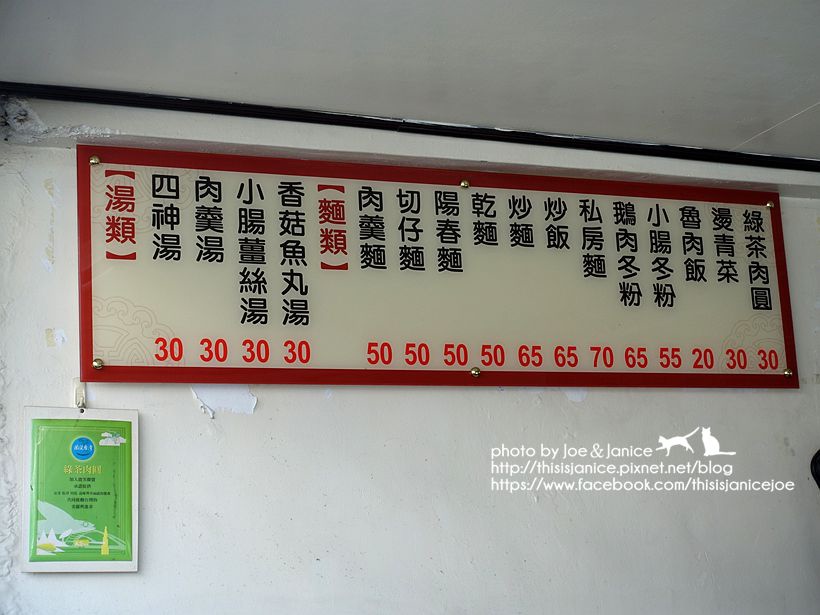 【湯類】
四神湯 30
肉羹湯 30
小腸薑絲湯 30
香菇魚丸湯 30
【麵類】
肉羹麵 50
切仔麵 50
陽春麵 50
乾麵 50
炒麵 65
炒飯 65
私房麵 70
鵝肉冬粉 65
小腸冬粉 55
魯肉飯 20
燙青菜 30
綠茶肉圓 30
綠茶肉圓
photo by Joe & Janice
http://thisisjanice.pixnet.net/blog
https://www.facebook.com/thisisjanicejoe